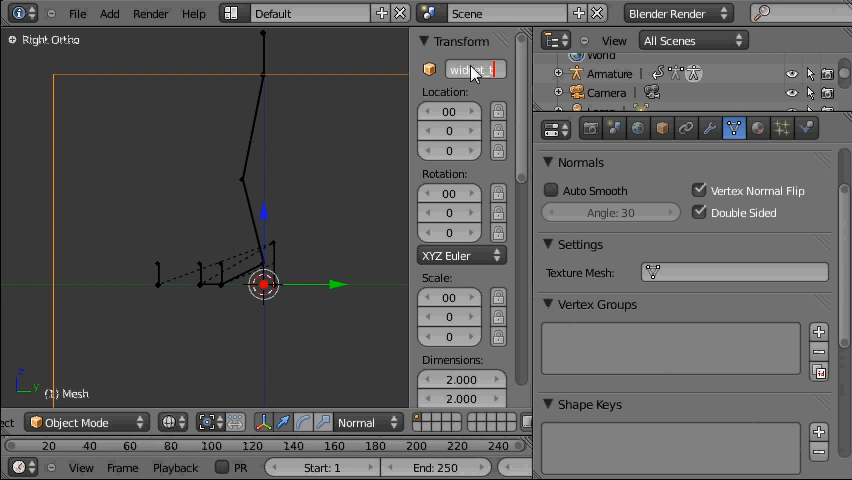 File Add Render Help Default Scene Blender Render
Right Ortho
Transform
View All Scenes
World
Armature
Camera
Location:
00
0
0
Rotation:
00
0
0
XYZ Euler
Scale:
00
0
0
Dimensions:
2.000
2.000
Normals
Auto Smooth Vertex Normal Flip
Angle: 30 Double Sided
Settings
Texture Mesh:
Vertex Groups
Shape Keys
z
y
(1) Mesh
ect Object Mode Normal
20 40 60 80 100 120 140 160 180 200 220 240
View Frame Playback PR Start: 1 End: 250